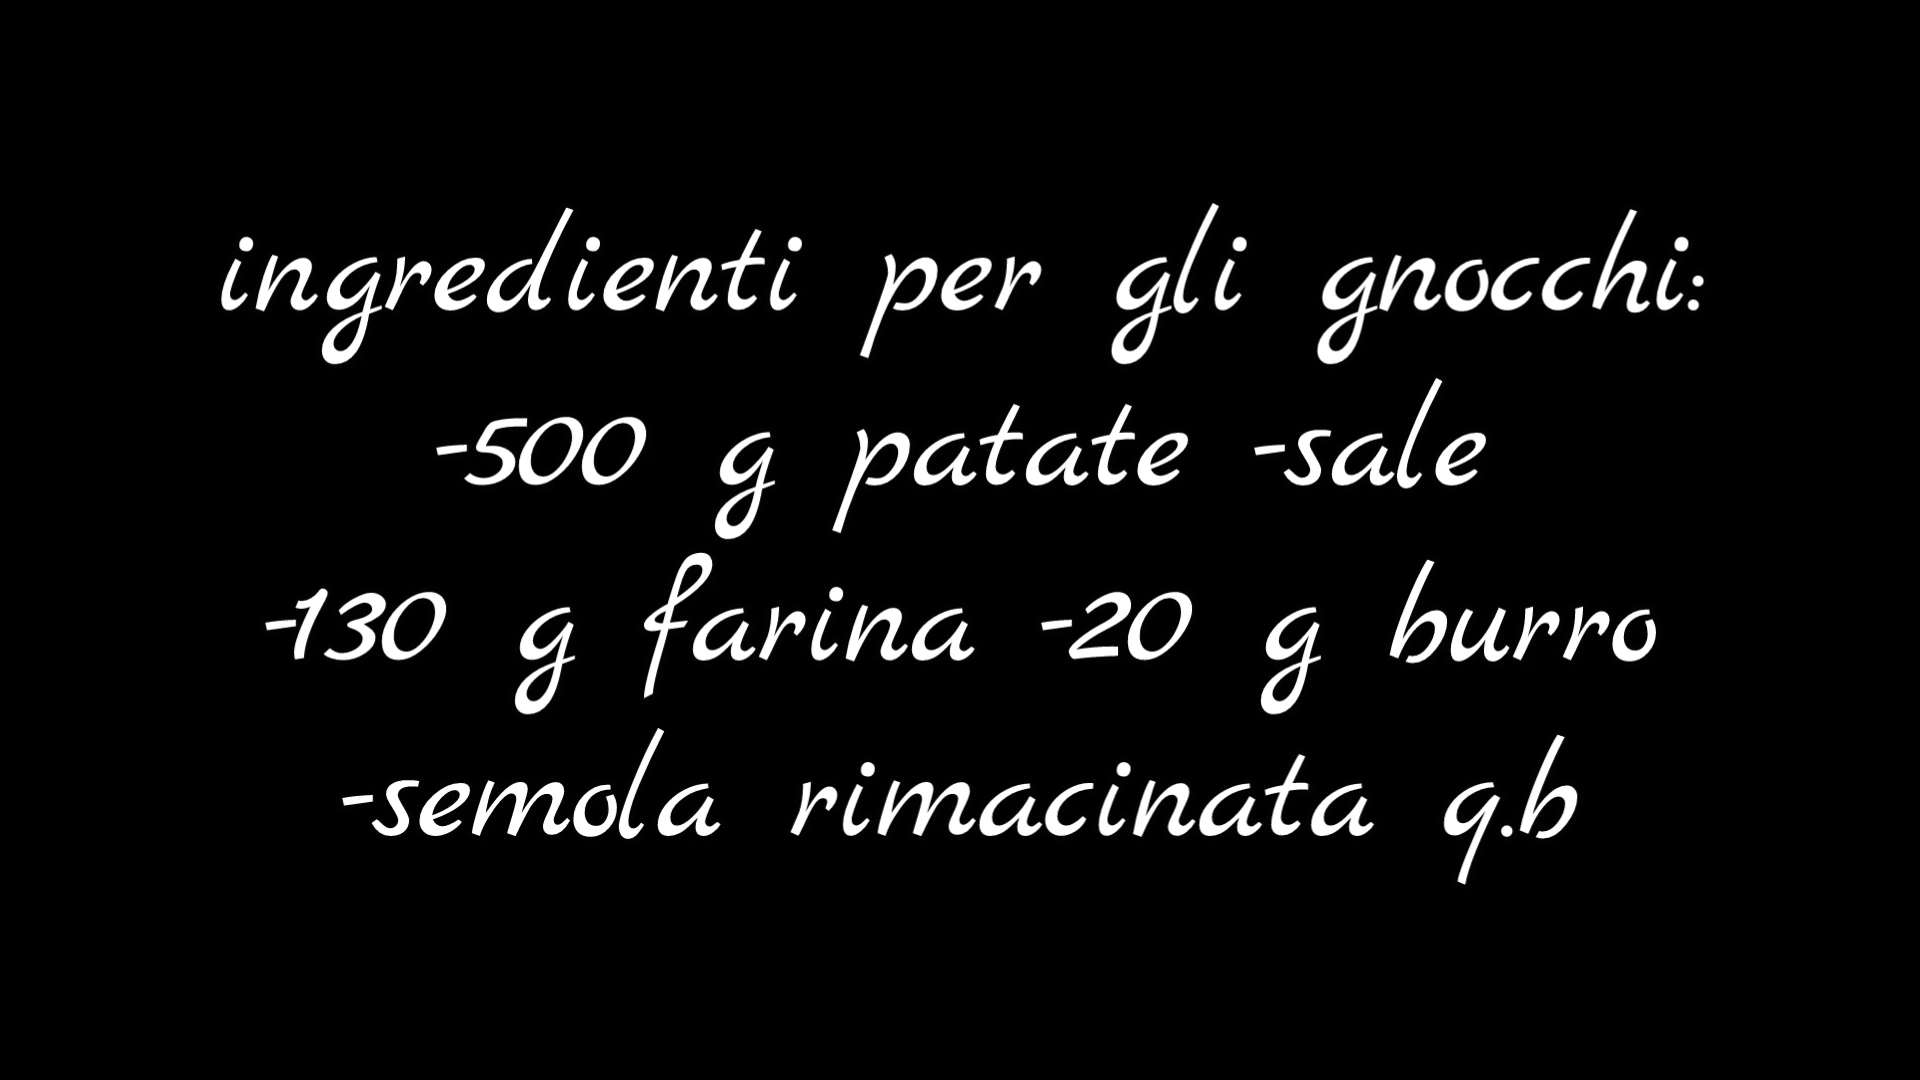 ingredienti per gli gnocchi:
-500 g patate -sale
-130 g farina -20 g burro
-semola rimacinata q.b